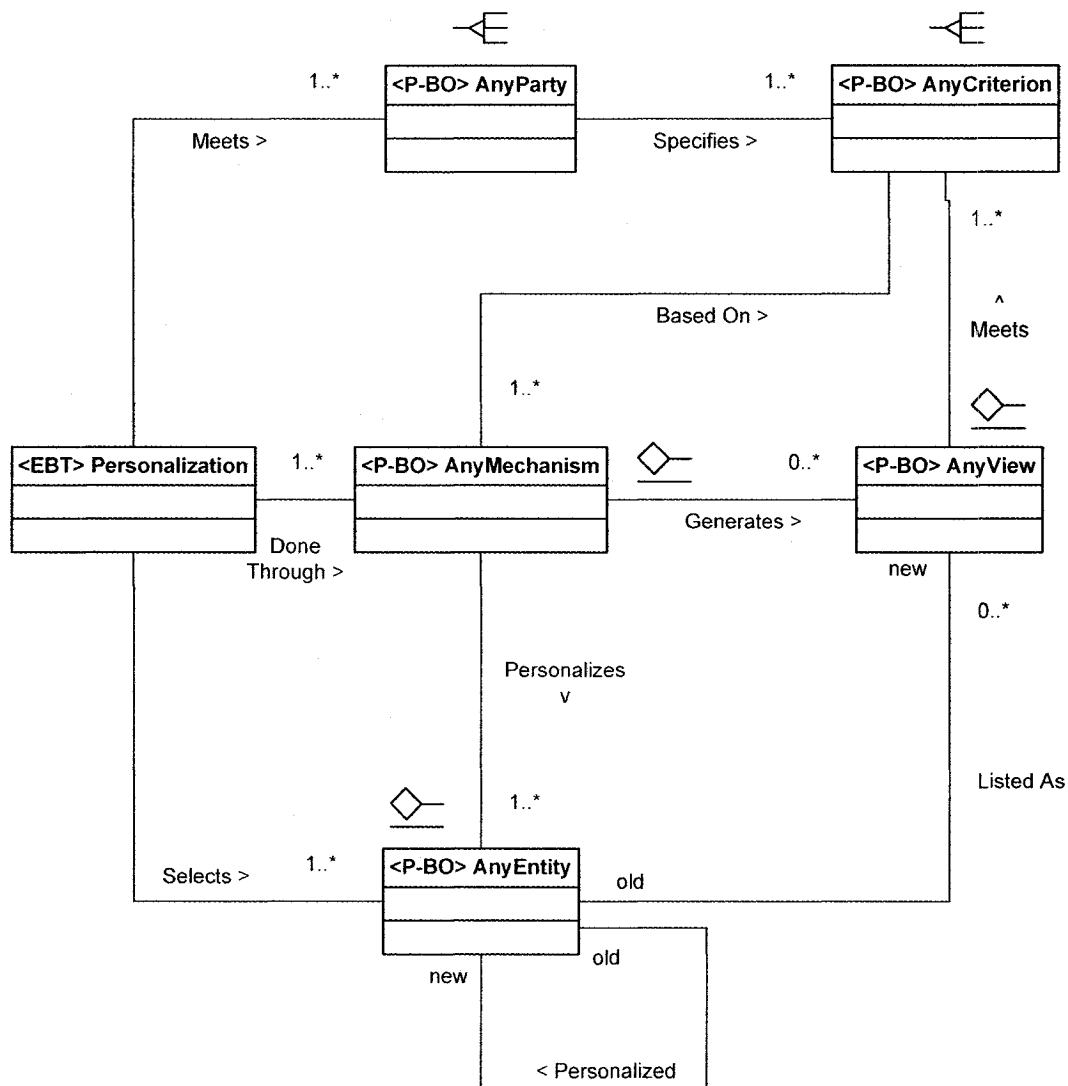 1..*
<P-BO> AnyParty
1..*
<P-BO> AnyCriterion
Meets >
Specifies >
1..*
Based On >
^
Meets
1..*
<EBT> Personalization
1..*
<P-BO> AnyMechanism
0..*
<P-BO> AnyView
Generates >
Done
Through >
new
0..*
Personalizes
v
Listed As
1..*
1..*
<P-BO> AnyEntity
Selects >
old
old
new
< Personalized